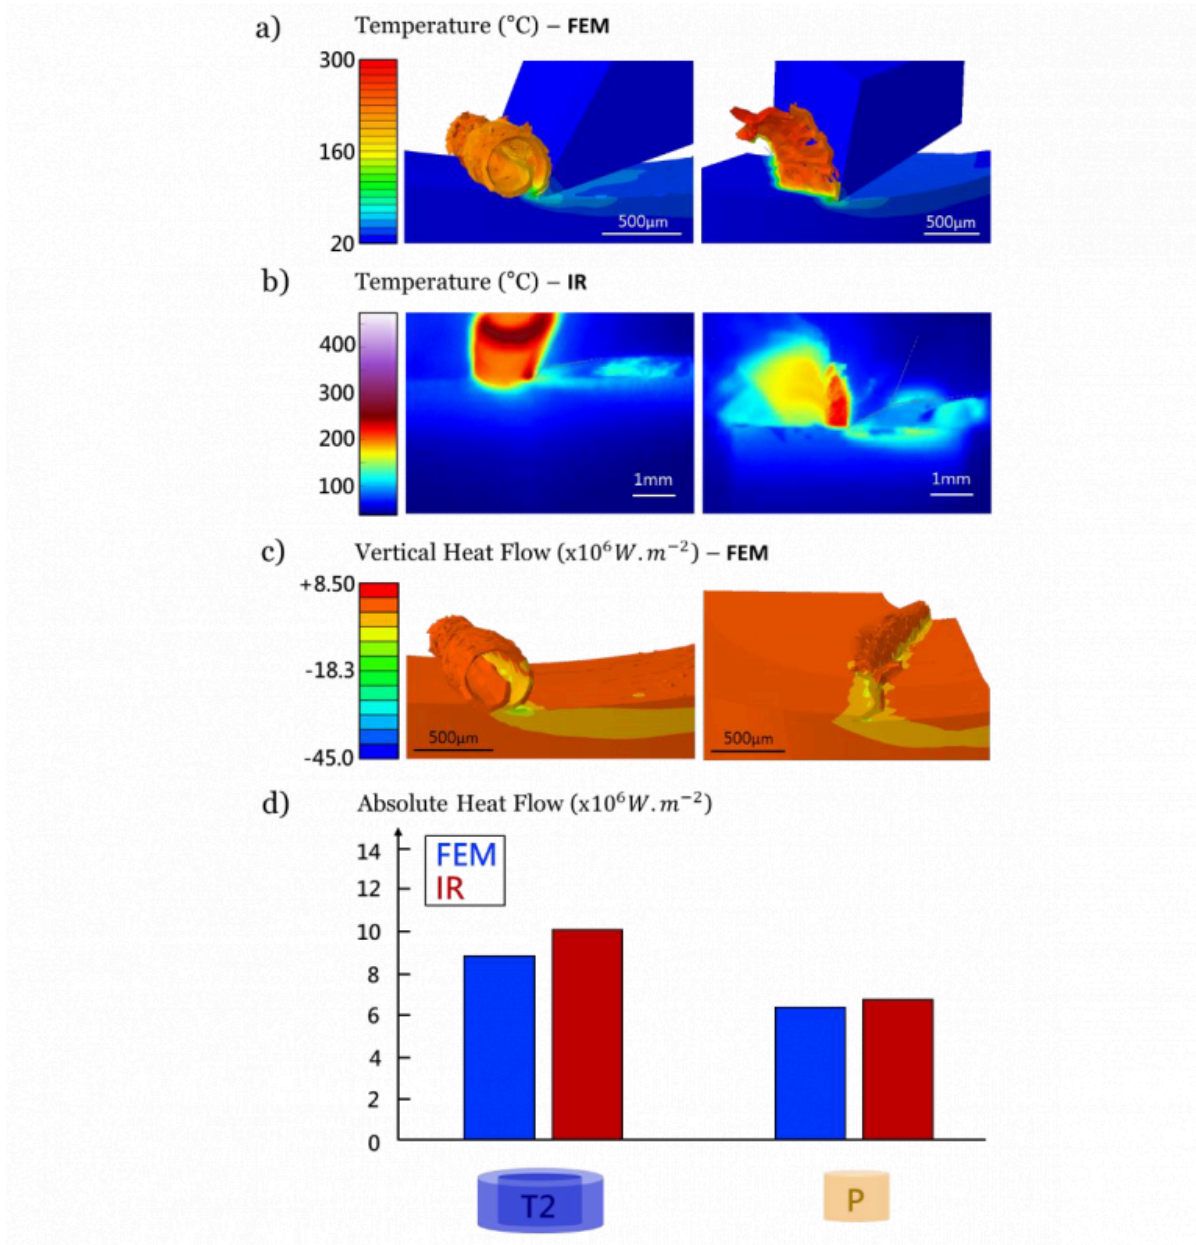 a) Temperature (°C) – FEM
300
160
20
500µm
500µm
b) Temperature (°C) – IR
400
300
200
100
1mm
1mm
c) Vertical Heat Flow (x10⁶W.m⁻²) – FEM
+8.50
-18.3
-45.0
500µm
500µm
d) Absolute Heat Flow (x10⁶W.m⁻²)
FEM
IR
14
12
10
8
6
4
2
0
T2
P